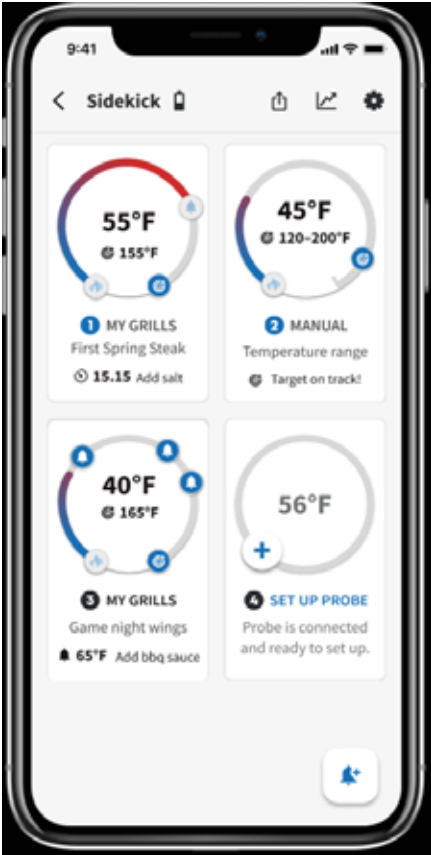 9:41
Sidekick
55°F
155°F
1 MY GRILLS
First Spring Steak
15.15 Add salt
45°F
120–200°F
2 MANUAL
Temperature range
Target on track!
40°F
165°F
3 MY GRILLS
Game night wings
65°F Add bbq sauce
56°F
4 SET UP PROBE
Probe is connected
and ready to set up.